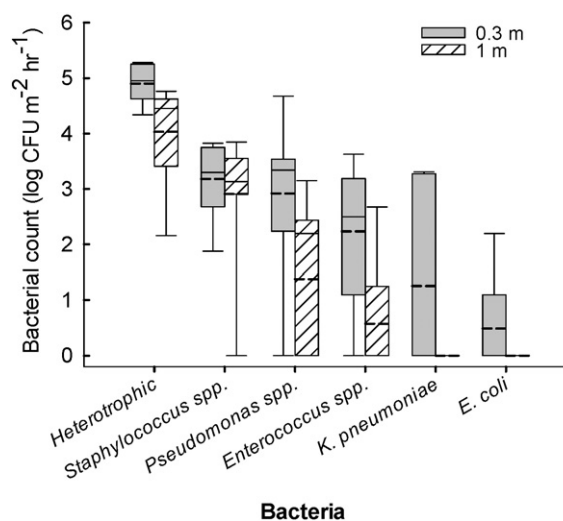 6
5
4
3
2
1
0
Bacterial count (log CFU m⁻² hr⁻¹)
0.3 m
1 m
Heterotrophic
Staphylococcus spp.
Pseudomonas spp.
Enterococcus spp.
K. pneumoniae
E. coli
Bacteria